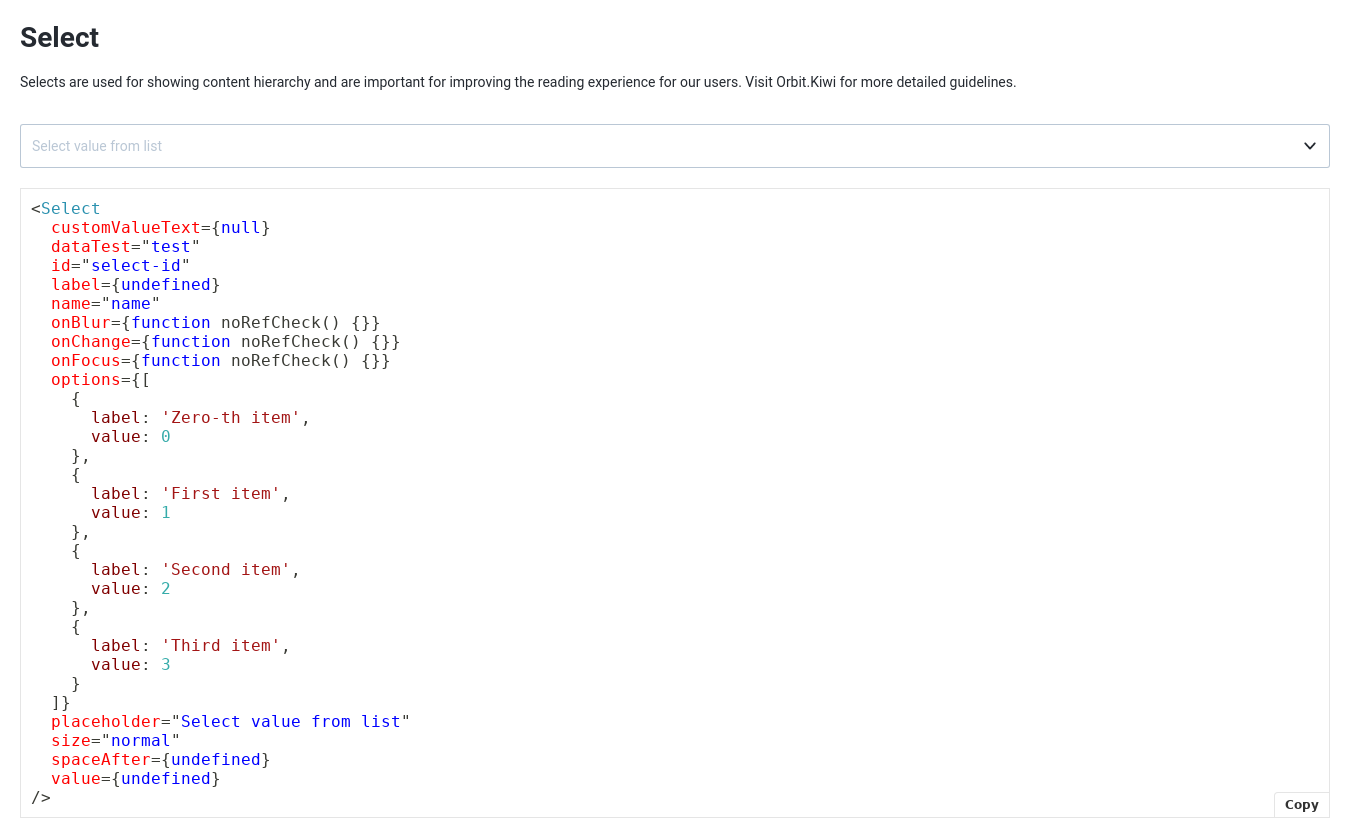 Select
Selects are used for showing content hierarchy and are important for improving the reading experience for our users. Visit Orbit.Kiwi for more detailed guidelines.
Select value from list
<Select
  customValueText={null}
  dataTest="test"
  id="select-id"
  label={undefined}
  name="name"
  onBlur={function noRefCheck() {}}
  onChange={function noRefCheck() {}}
  onFocus={function noRefCheck() {}}
  options={[
    {
      label: 'Zero-th item',
      value: 0
    },
    {
      label: 'First item',
      value: 1
    },
    {
      label: 'Second item',
      value: 2
    },
    {
      label: 'Third item',
      value: 3
    }
  ]}
  placeholder="Select value from list"
  size="normal"
  spaceAfter={undefined}
  value={undefined}
/>
Copy